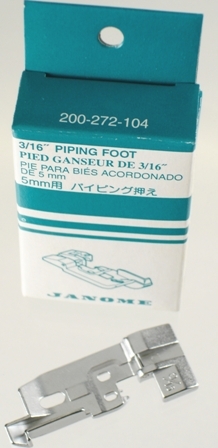 200-272-104
3/16" PIPING FOOT
PIED GANSEUR DE 3/16"
PIE PARA BIÉS ACORDONADO
DE 5 mm
5mm用 パイピング押え
JANOME